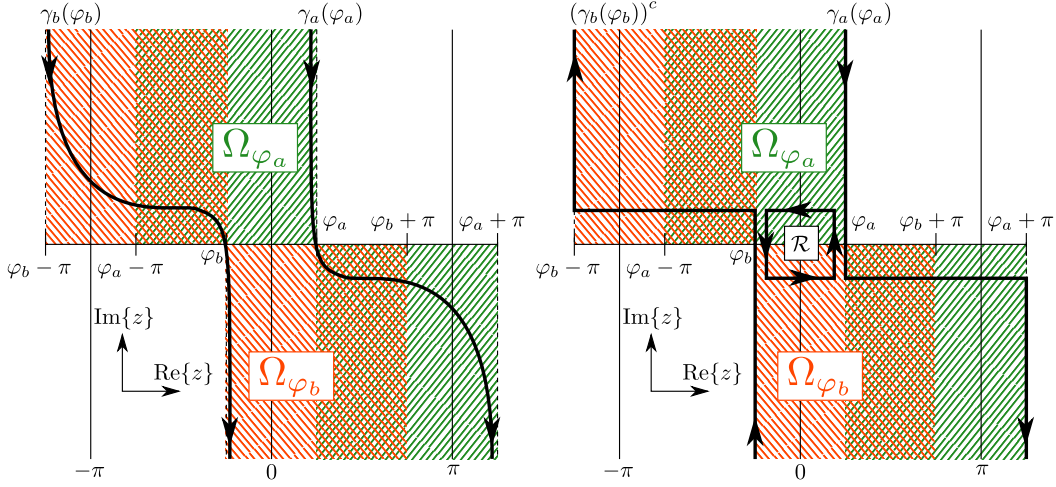 γ_b(φ_b) γ_a(φ_a) (γ_b(φ_b))^c γ_a(φ_a)
Ω_{φ_a} Ω_{φ_a}
φ_a φ_b + π φ_a + π φ_a φ_b + π φ_a + π
φ_b − π φ_a − π φ_b φ_b − π φ_a − π φ_b R
Im{z} Im{z}
Re{z} Ω_{φ_b} Re{z} Ω_{φ_b}
−π 0 π −π 0 π